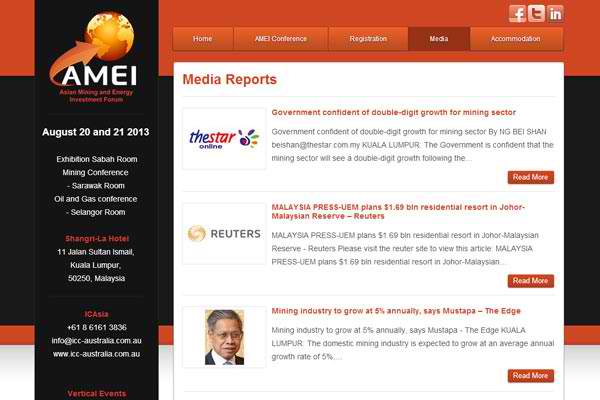 AMEI
Asian Mining and Energy
Investment Forum
August 20 and 21 2013
Exhibition Sabah Room
Mining Conference
- Sarawak Room
Oil and Gas conference
- Selangor Room
Shangri-La Hotel
11 Jalan Sultan Ismail,
Kuala Lumpur,
50250, Malaysia
ICAsia
+61 8 6161 3836
info@icc-australia.com.au
www.icc-australia.com.au
Vertical Events
f t in
Home AMEI Conference Registration Media Accommodation
Media Reports
thestar
online
Government confident of double-digit growth for mining sector
Government confident of double-digit growth for mining sector By NG BEI SHAN
beishan@thestar.com.my KUALA LUMPUR: The Government is confident that the
mining sector will see a double-digit growth following the...
Read More
REUTERS
MALAYSIA PRESS-UEM plans $1.69 bln residential resort in Johor-
Malaysian Reserve – Reuters
MALAYSIA PRESS-UEM plans $1.69 bln residential resort in Johor-Malaysian
Reserve - Reuters Please visit the reuter site to view this article: MALAYSIA
PRESS-UEM plans $1.69 bln residential resort in Johor-Malaysian...
Read More
Mining industry to grow at 5% annually, says Mustapa – The Edge
Mining industry to grow at 5% annually, says Mustapa - The Edge KUALA
LUMPUR: The domestic mining industry is expected to grow at an average annual
growth rate of 5%....
Read More